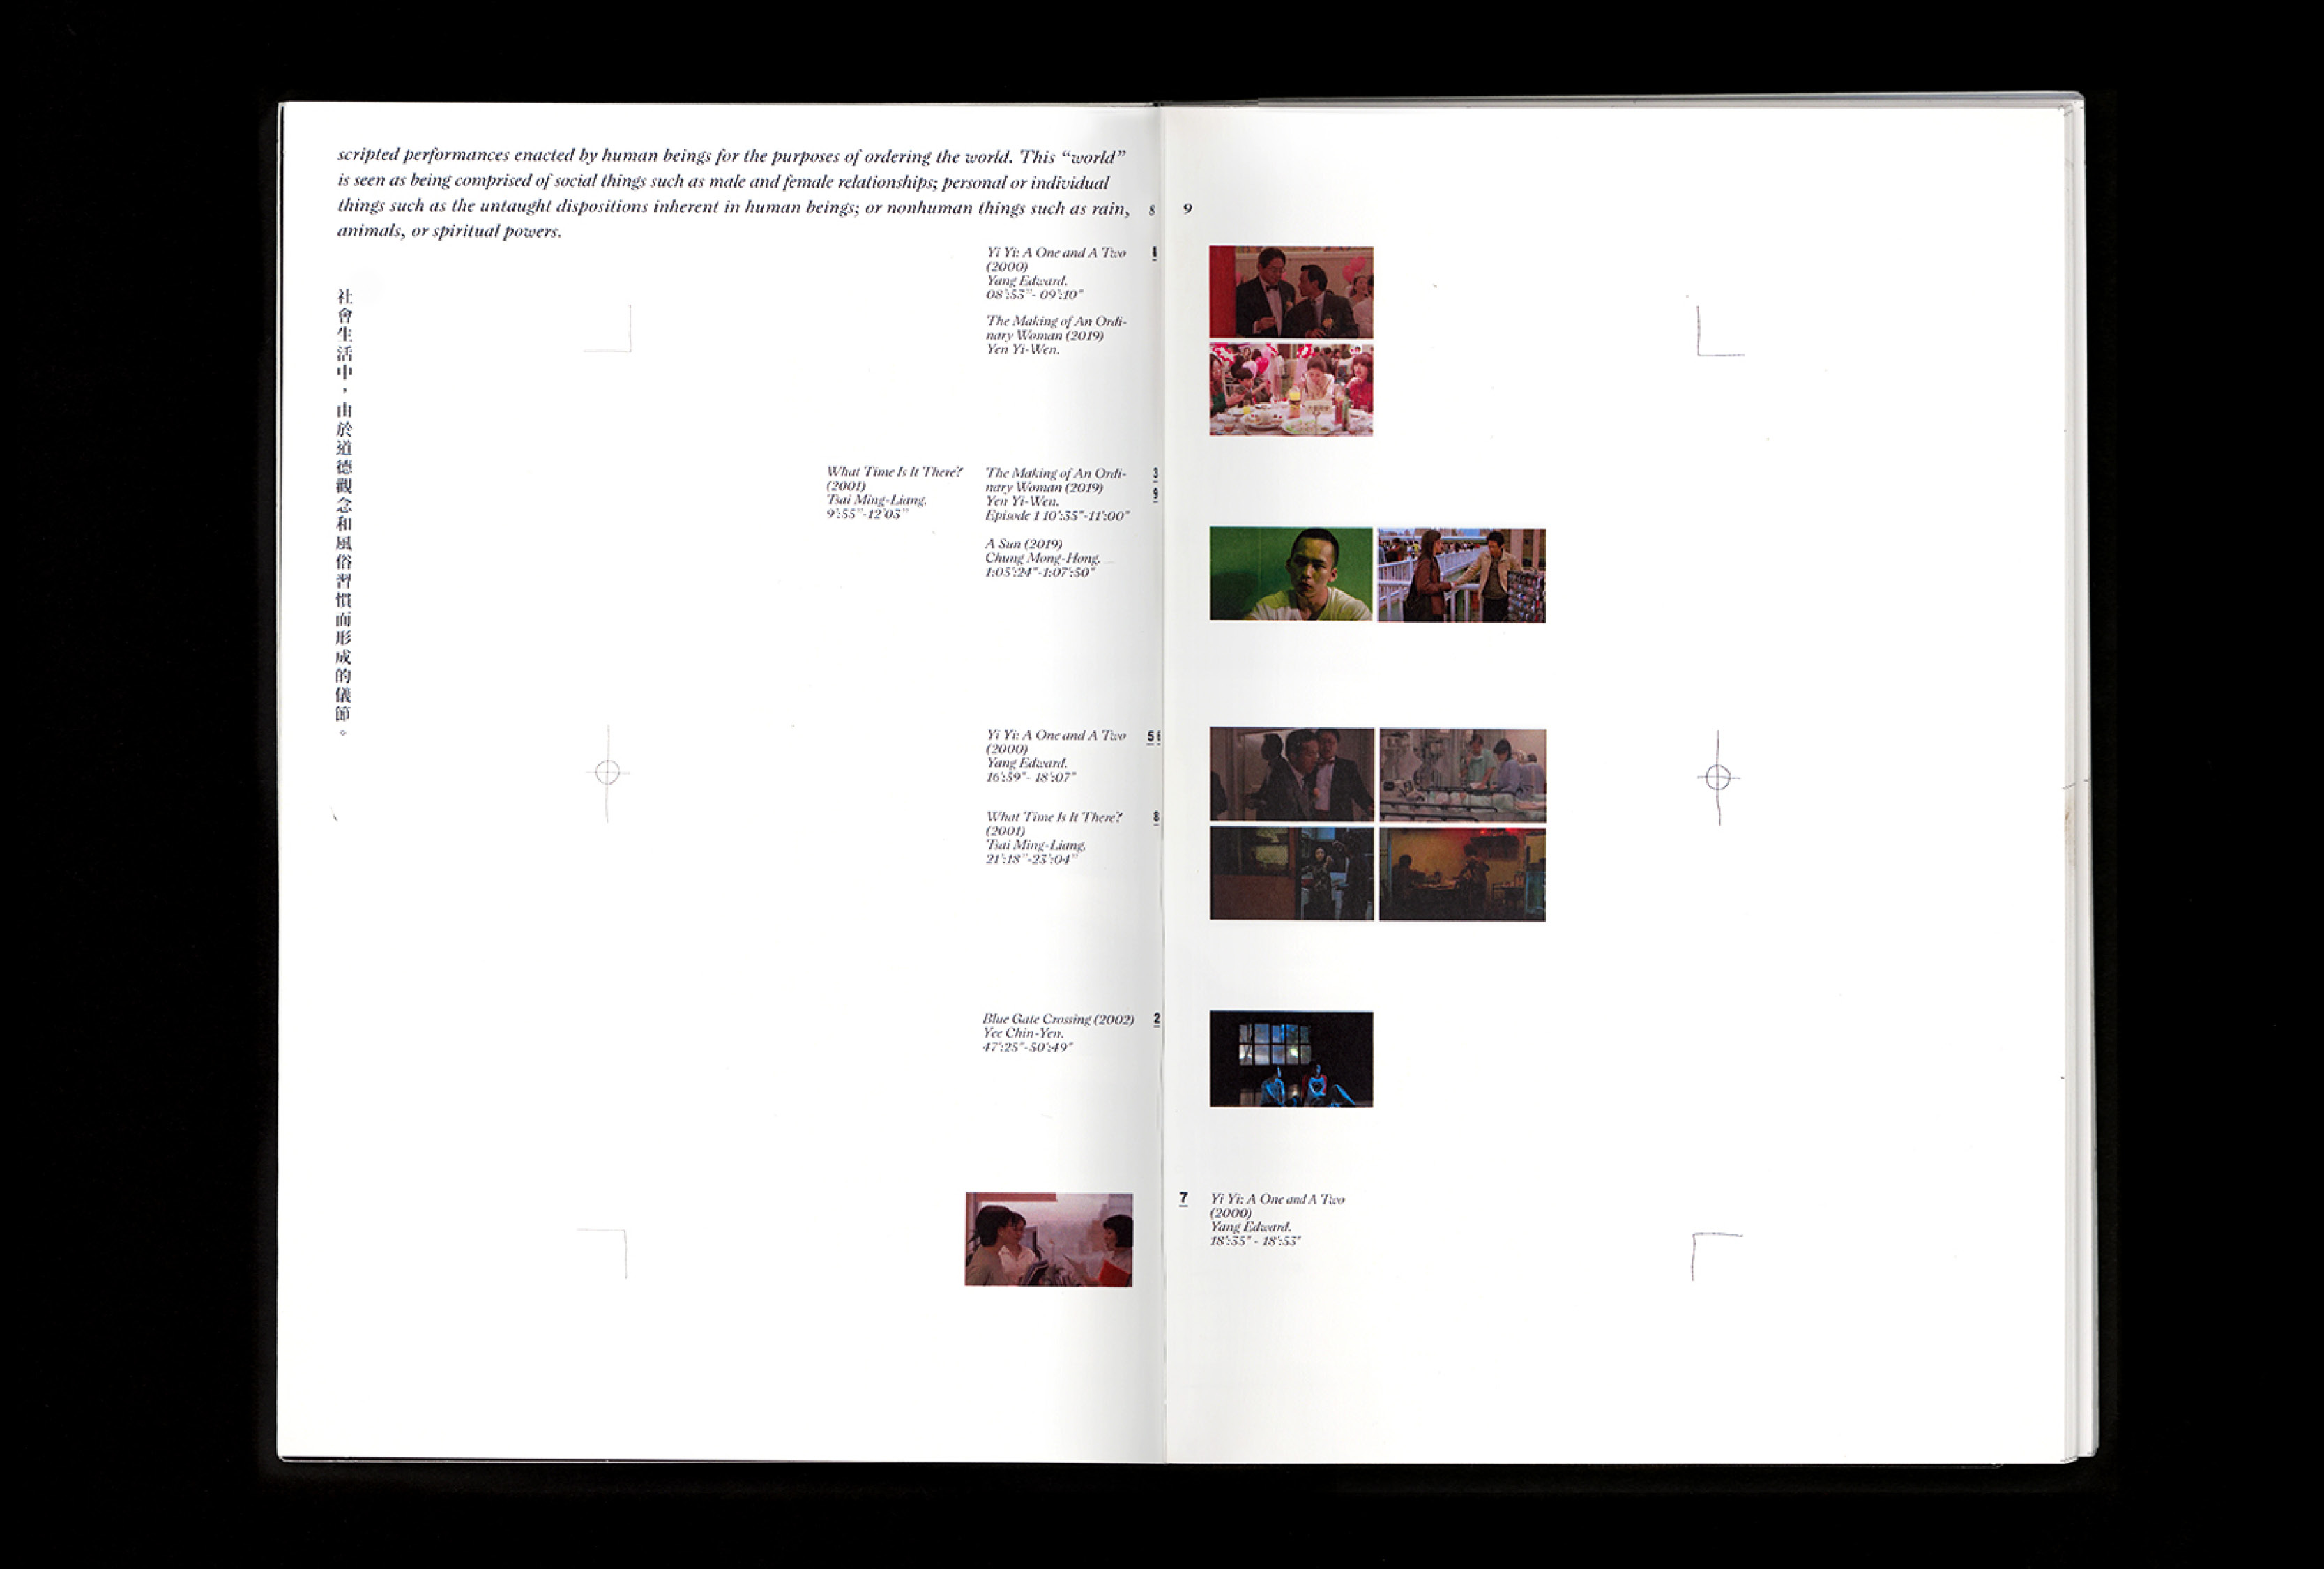 scripted performances enacted by human beings for the purposes of ordering the world. This “world”
is seen as being comprised of social things such as male and female relationships; personal or individual
things such as the untaught dispositions inherent in human beings; or nonhuman things such as rain,
animals, or spiritual powers.
8
9
社會生活中，由於道德觀念和風俗習慣而形成的儀節。
Yi Yi: A One and A Two
(2000)
Yang Edward.
08':53"- 09':10"
The Making of An Ordi-
nary Woman (2019)
Yen Yi-Wen.
What Time Is It There?
(2001)
Tsai Ming-Liang.
9':55"-12'03"
The Making of An Ordi-
nary Woman (2019)
Yen Yi-Wen.
Episode 1 10':35"-11':00"
A Sun (2019)
Chung Mong-Hong.
1:05':24"-1:07':50"
3
9
Yi Yi: A One and A Two
(2000)
Yang Edward.
16':59"- 18':07"
5 6
What Time Is It There?
(2001)
Tsai Ming-Liang.
21':18"-23':04"
8
Blue Gate Crossing (2002)
Yee Chin-Yen.
47':25"-50':49"
2
7
Yi Yi: A One and A Two
(2000)
Yang Edward.
18':35" - 18':53"